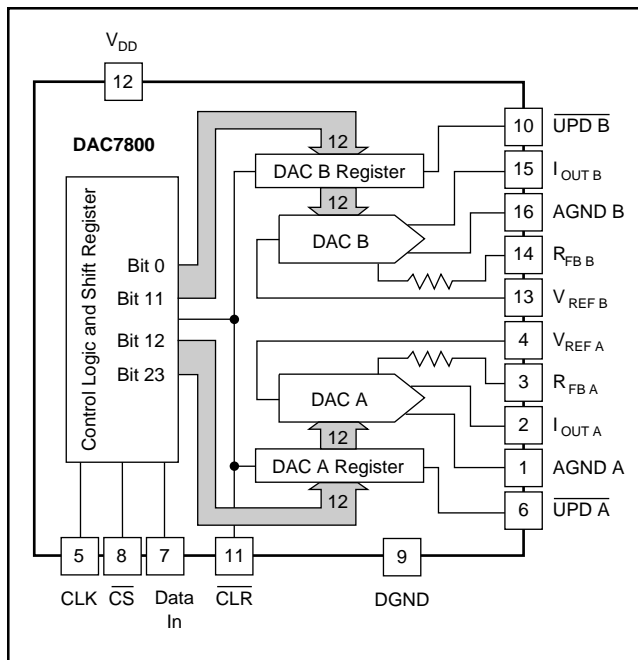 V_DD
12
DAC7800
Control Logic and Shift Register
Bit 0
Bit 11
Bit 12
Bit 23
12
DAC B Register
12
DAC B
DAC A
12
DAC A Register
12
10 UPD B
15 I_OUT B
16 AGND B
14 R_FB B
13 V_REF B
4 V_REF A
3 R_FB A
2 I_OUT A
1 AGND A
6 UPD A
5 8 7 11 9
CLK CS Data In CLR DGND